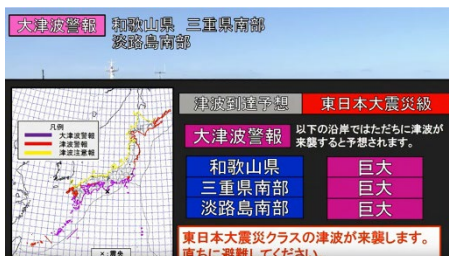 大津波警報 和歌山県 三重県南部
淡路島南部
津波到達予想 東日本大震災級
凡例
大津波警報
津波警報
津波注意報
大津波警報 以下の沿岸ではただちに津波が
来襲すると予想されます。
和歌山県 巨大
三重県南部 巨大
淡路島南部 巨大
×:震央
東日本大震災クラスの津波が来襲します。
直ちに避難してください